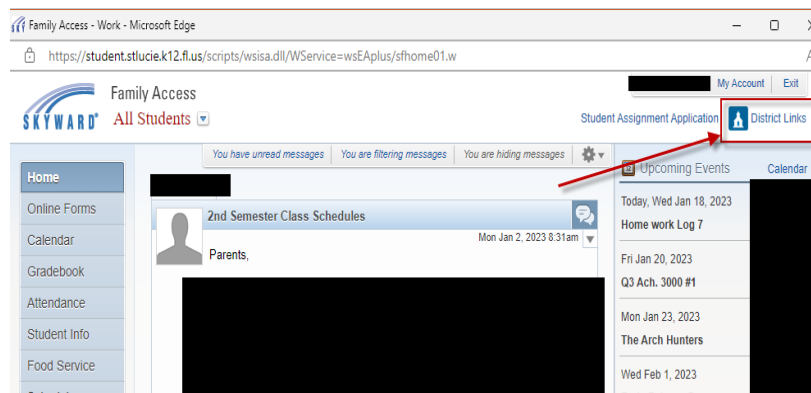 Family Access - Work - Microsoft Edge
https://student.stlucie.k12.fl.us/scripts/wsisa.dll/WService=wsEAplus/sfhome01.w
My Account Exit
Family Access
SKYWARD
All Students
Student Assignment Application District Links
You have unread messages You are filtering messages You are hiding messages
Home
Online Forms
Calendar
Gradebook
Attendance
Student Info
Food Service
2nd Semester Class Schedules
Mon Jan 2, 2023 8:31am
Parents,
Upcoming Events Calendar
Today, Wed Jan 18, 2023
Home work Log 7
Fri Jan 20, 2023
Q3 Ach. 3000 #1
Mon Jan 23, 2023
The Arch Hunters
Wed Feb 1, 2023